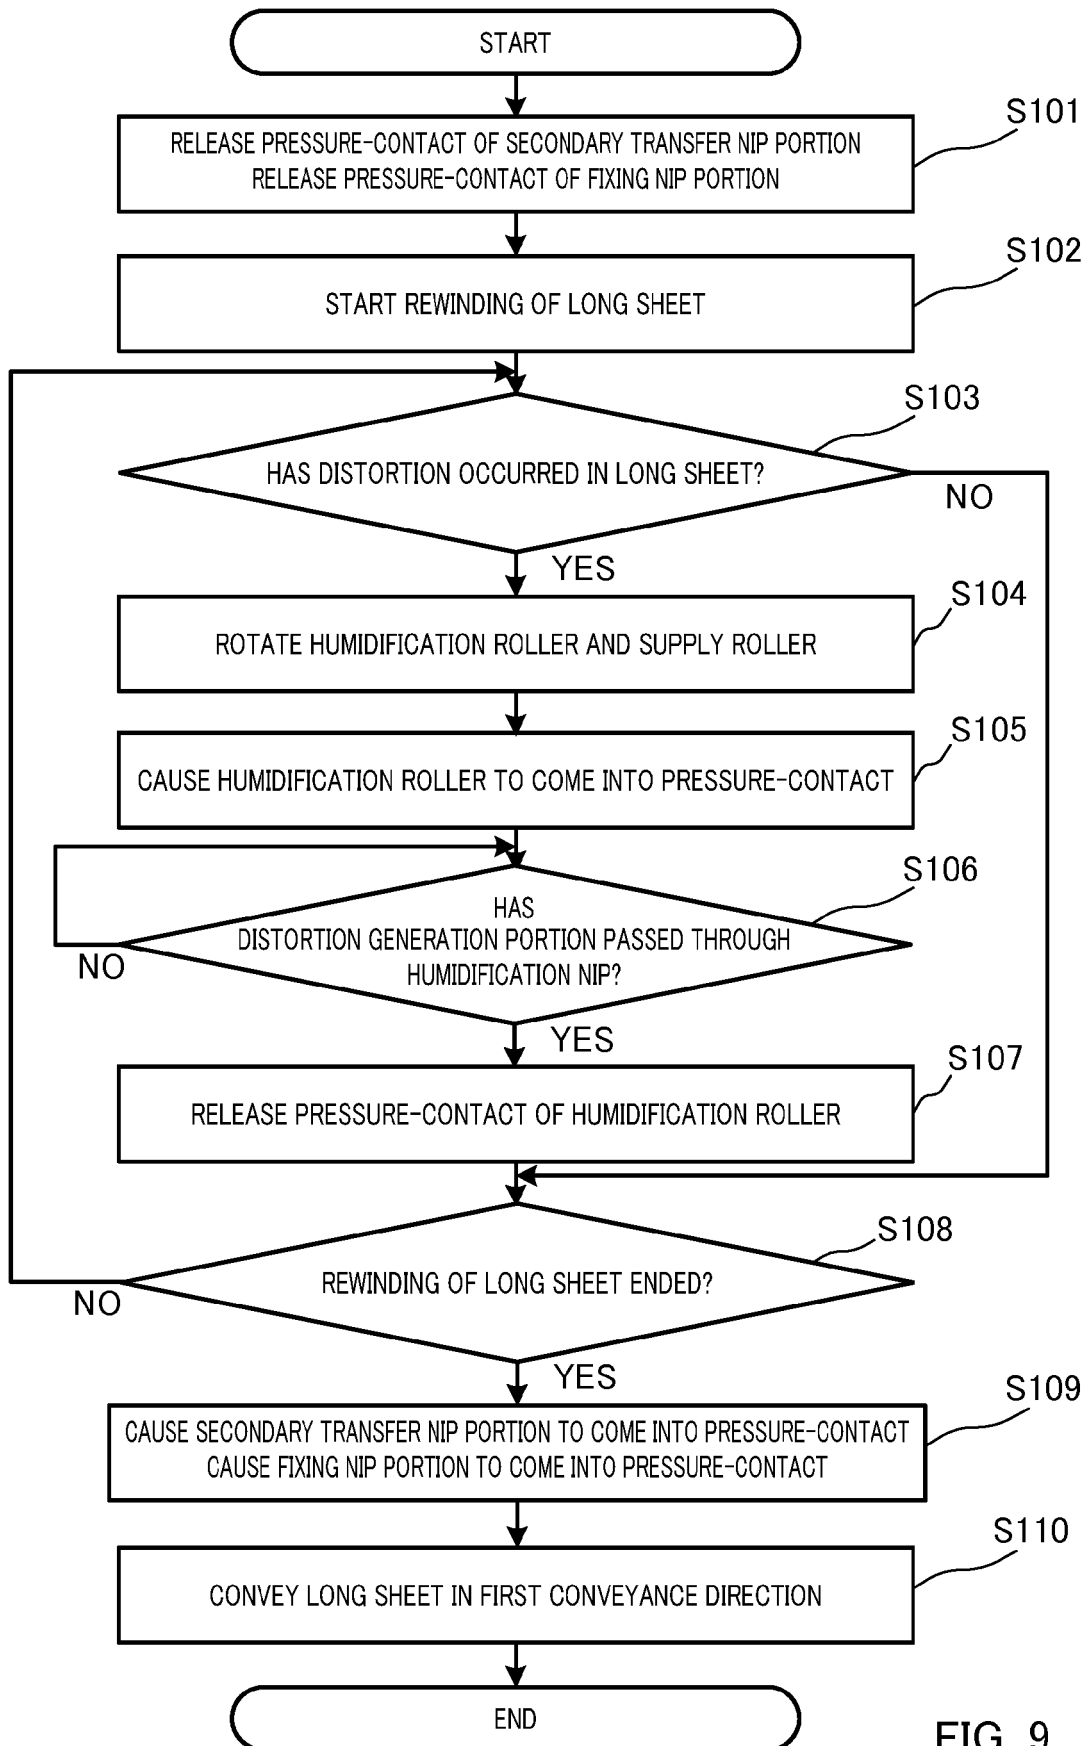 START
S101
RELEASE PRESSURE-CONTACT OF SECONDARY TRANSFER NIP PORTION
RELEASE PRESSURE-CONTACT OF FIXING NIP PORTION
S102
START REWINDING OF LONG SHEET
S103
HAS DISTORTION OCCURRED IN LONG SHEET?
NO
YES
S104
ROTATE HUMIDIFICATION ROLLER AND SUPPLY ROLLER
S105
CAUSE HUMIDIFICATION ROLLER TO COME INTO PRESSURE-CONTACT
S106
HAS
DISTORTION GENERATION PORTION PASSED THROUGH
HUMIDIFICATION NIP?
NO
YES
S107
RELEASE PRESSURE-CONTACT OF HUMIDIFICATION ROLLER
S108
REWINDING OF LONG SHEET ENDED?
NO
YES
S109
CAUSE SECONDARY TRANSFER NIP PORTION TO COME INTO PRESSURE-CONTACT
CAUSE FIXING NIP PORTION TO COME INTO PRESSURE-CONTACT
S110
CONVEY LONG SHEET IN FIRST CONVEYANCE DIRECTION
END
FIG. 9